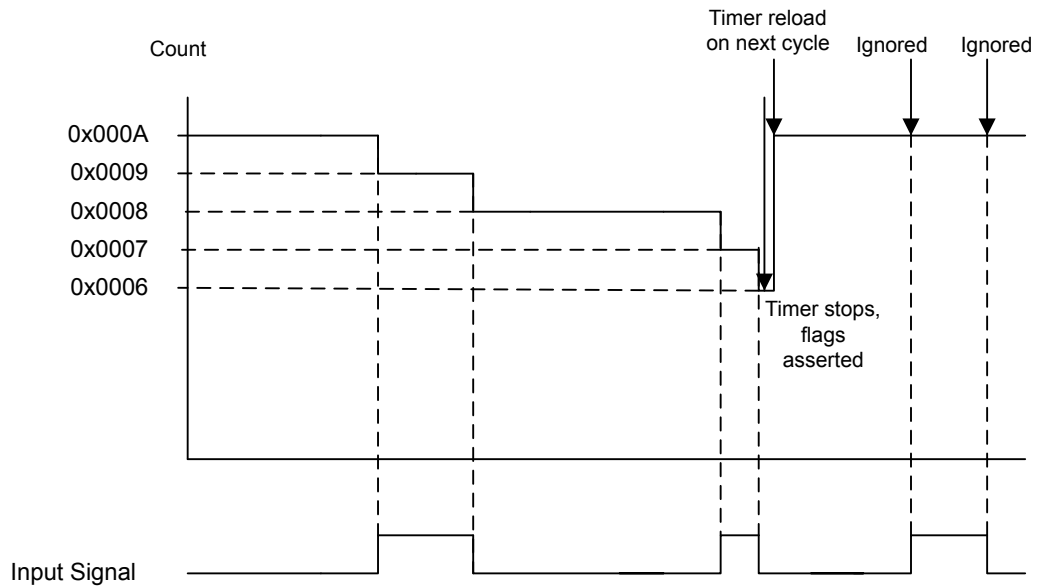 Timer reload
on next cycle
Count
Ignored
Ignored
0x000A
0x0009
0x0008
0x0007
0x0006
Timer stops,
flags
asserted
Input Signal